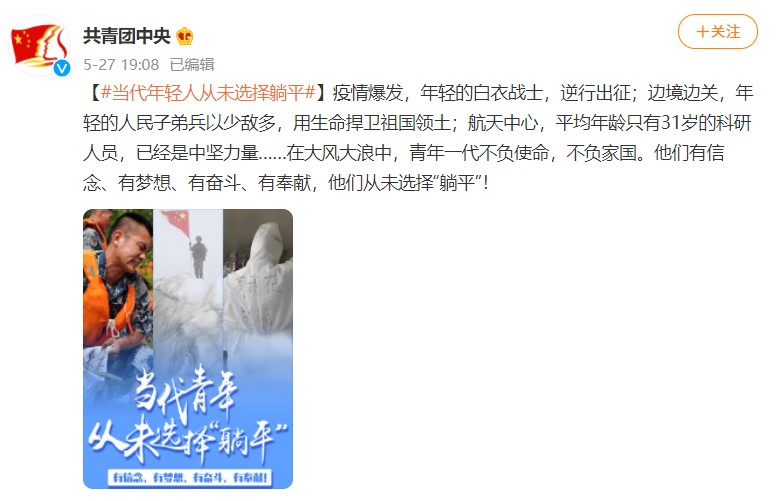 共青团中央
+关注
5-27 19:08 已编辑
【#当代年轻人从未选择躺平#】疫情爆发，年轻的白衣战士，逆行出征；边境边关，年
轻的人民子弟兵以少敌多，用生命捍卫祖国领土；航天中心，平均年龄只有31岁的科研
人员，已经是中坚力量……在大风大浪中，青年一代不负使命，不负家国。他们有信
念、有梦想、有奋斗、有奉献，他们从未选择“躺平”！
当代青年
从未选择“躺平”
有信念、有梦想、有奋斗、有奉献！